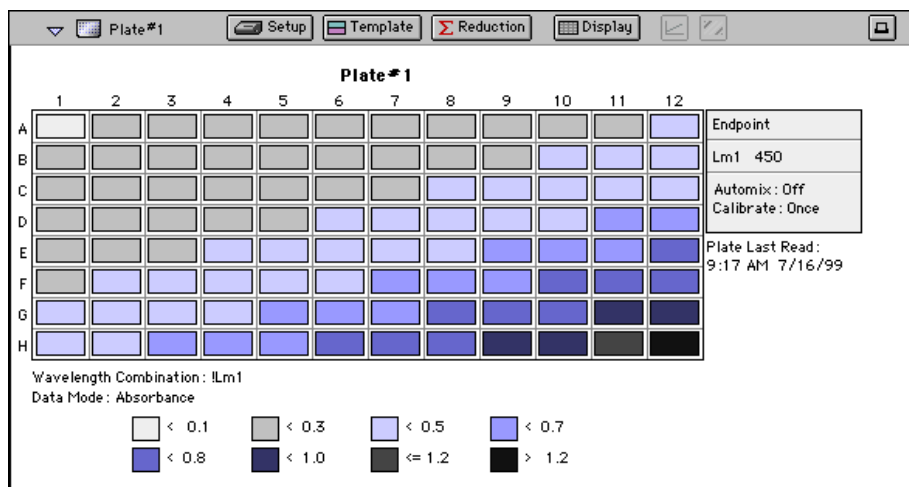 Plate#1 Setup Template Reduction Display
Plate#1
1 2 3 4 5 6 7 8 9 10 11 12
A
B
C
D
E
F
G
H
Endpoint
Lm1 450
Automix: Off
Calibrate: Once
Plate Last Read:
9:17 AM 7/16/99
Wavelength Combination: !Lm1
Data Mode: Absorbance
< 0.1 < 0.3 < 0.5 < 0.7
< 0.8 < 1.0 <= 1.2 > 1.2